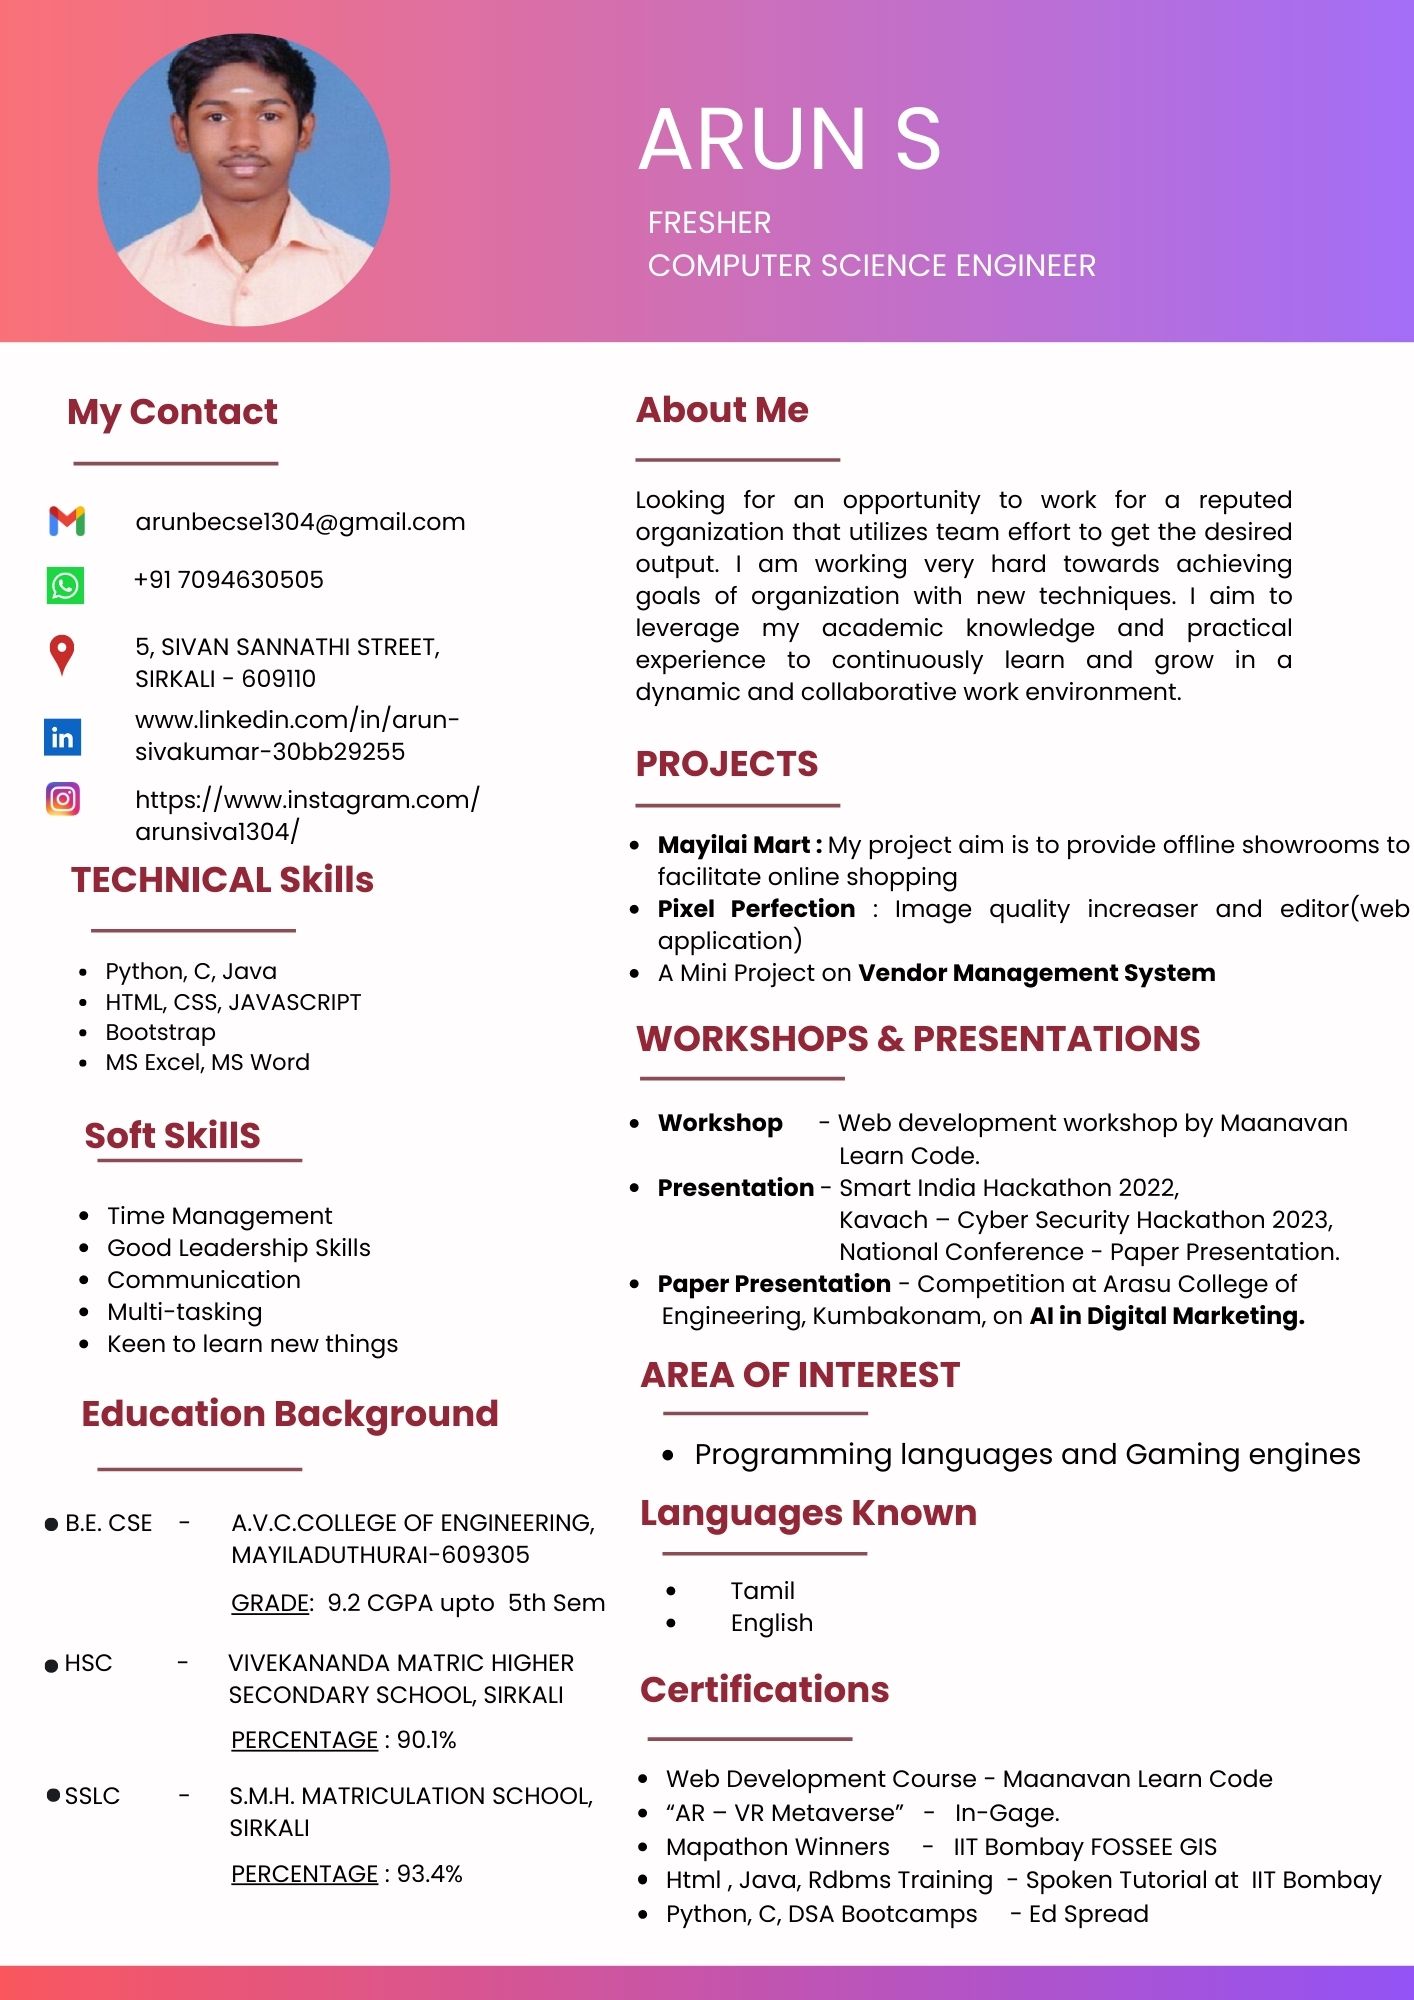 ARUN S
FRESHER
COMPUTER SCIENCE ENGINEER
My Contact
arunbecse1304@gmail.com
+91 7094630505
5, SIVAN SANNATHI STREET,
SIRKALI - 609110
www.linkedin.com/in/arun-
sivakumar-30bb29255
https://www.instagram.com/
arunsiva1304/
TECHNICAL Skills
• Python, C, Java
• HTML, CSS, JAVASCRIPT
• Bootstrap
• MS Excel, MS Word
Soft SkillS
• Time Management
• Good Leadership Skills
• Communication
• Multi-tasking
• Keen to learn new things
Education Background
• B.E. CSE - A.V.C.COLLEGE OF ENGINEERING,
MAYILADUTHURAI-609305
GRADE: 9.2 CGPA upto 5th Sem
• HSC - VIVEKANANDA MATRIC HIGHER
SECONDARY SCHOOL, SIRKALI
PERCENTAGE : 90.1%
• SSLC - S.M.H. MATRICULATION SCHOOL,
SIRKALI
PERCENTAGE : 93.4%
About Me
Looking for an opportunity to work for a reputed
organization that utilizes team effort to get the desired
output. I am working very hard towards achieving
goals of organization with new techniques. I aim to
leverage my academic knowledge and practical
experience to continuously learn and grow in a
dynamic and collaborative work environment.
PROJECTS
• Mayilai Mart : My project aim is to provide offline showrooms to
facilitate online shopping
• Pixel Perfection : Image quality increaser and editor(web
application)
• A Mini Project on Vendor Management System
WORKSHOPS & PRESENTATIONS
• Workshop - Web development workshop by Maanavan
Learn Code.
• Presentation - Smart India Hackathon 2022,
Kavach – Cyber Security Hackathon 2023,
National Conference - Paper Presentation.
• Paper Presentation - Competition at Arasu College of
Engineering, Kumbakonam, on AI in Digital Marketing.
AREA OF INTEREST
• Programming languages and Gaming engines
Languages Known
• Tamil
• English
Certifications
• Web Development Course - Maanavan Learn Code
• “AR – VR Metaverse” - In-Gage.
• Mapathon Winners - IIT Bombay FOSSEE GIS
• Html , Java, Rdbms Training - Spoken Tutorial at IIT Bombay
• Python, C, DSA Bootcamps - Ed Spread